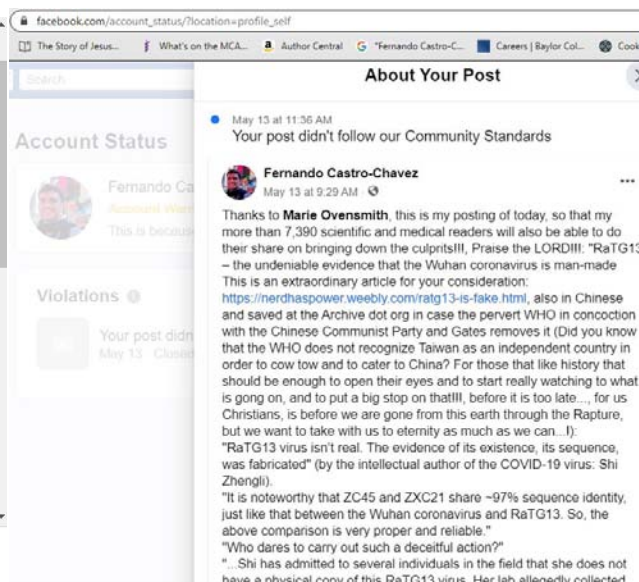 facebook.com/account_status/?location=profile_self
The Story of Jesus... What's on the MCA... Author Central "Fernando Castro-C... Careers | Baylor Col... Cook
Search
About Your Post
May 13 at 11:36 AM
Your post didn't follow our Community Standards
Account Status
Fernando Ca
Account War
This is becaus
Violations
Your post didn
May 13 · Closed
Fernando Castro-Chavez
May 13 at 9:29 AM ·
Thanks to Marie Ovensmith, this is my posting of today, so that my
more than 7,390 scientific and medical readers will also be able to do
their share on bringing down the culprits!!!, Praise the LORD!!!: "RaTG13
– the undeniable evidence that the Wuhan coronavirus is man-made
This is an extraordinary article for your consideration:
https://nerdhaspower.weebly.com/ratg13-is-fake.html, also in Chinese
and saved at the Archive dot org in case the pervert WHO in concoction
with the Chinese Communist Party and Gates removes it (Did you know
that the WHO does not recognize Taiwan as an independent country in
order to cow tow and to cater to China? For those that like history that
should be enough to open their eyes and to start really watching to what
is gong on, and to put a big stop on that!!!, before it is too late..., for us
Christians, is before we are gone from this earth through the Rapture,
but we want to take with us to eternity as much as we can...!):
"RaTG13 virus isn't real. The evidence of its existence, its sequence,
was fabricated" (by the intellectual author of the COVID-19 virus: Shi
Zhengli).
"It is noteworthy that ZC45 and ZXC21 share ~97% sequence identity,
just like that between the Wuhan coronavirus and RaTG13. So, the
above comparison is very proper and reliable."
"Who dares to carry out such a deceitful action?"
"...Shi has admitted to several individuals in the field that she does not
have a physical copy of this RaTG13 virus. Her lab allegedly collected